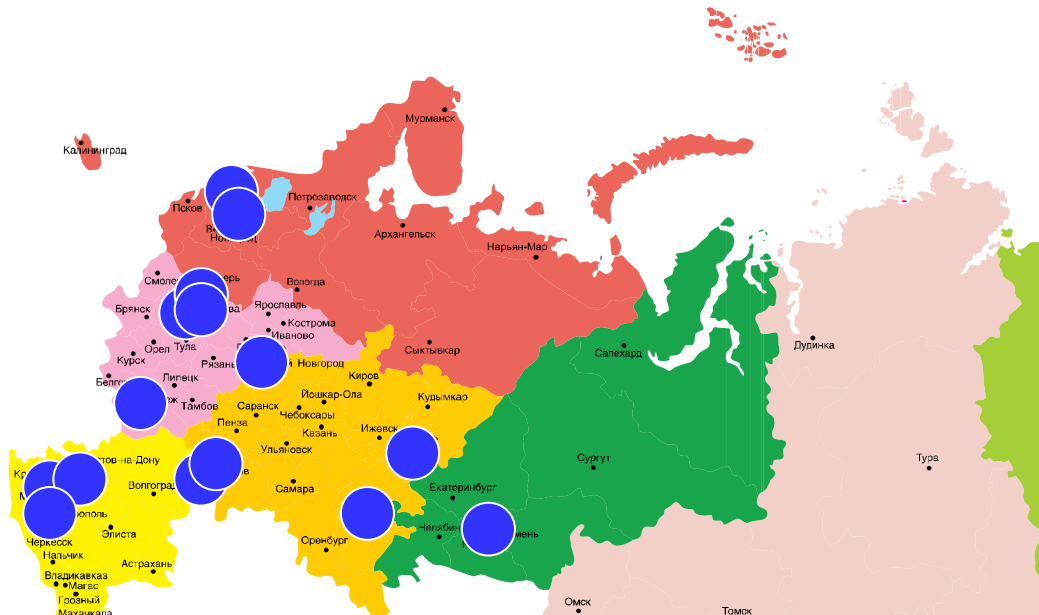 Мурманск
Калининград
Петрозаводск
Псков
Архангельск
Нарьян-Мар
Вологда
Ярославль
Брянск
Кострома
Иваново
Орел
Тула
Сыктывкар
Салехард
Дудинка
Курск
Рязань
Новгород
Киров
Липецк
Йошкар-Ола
Кудымкар
Тамбов
Саранск
Чебоксары
Пенза
Казань
Ижевск
Ульяновск
Сургут
Тура
Волгоград
Самара
Екатеринбург
Элиста
Оренбург
Черкесск
Нальчик
Астрахань
Владикавказ
Магас
Грозный
Махачкала
Омск
Томск